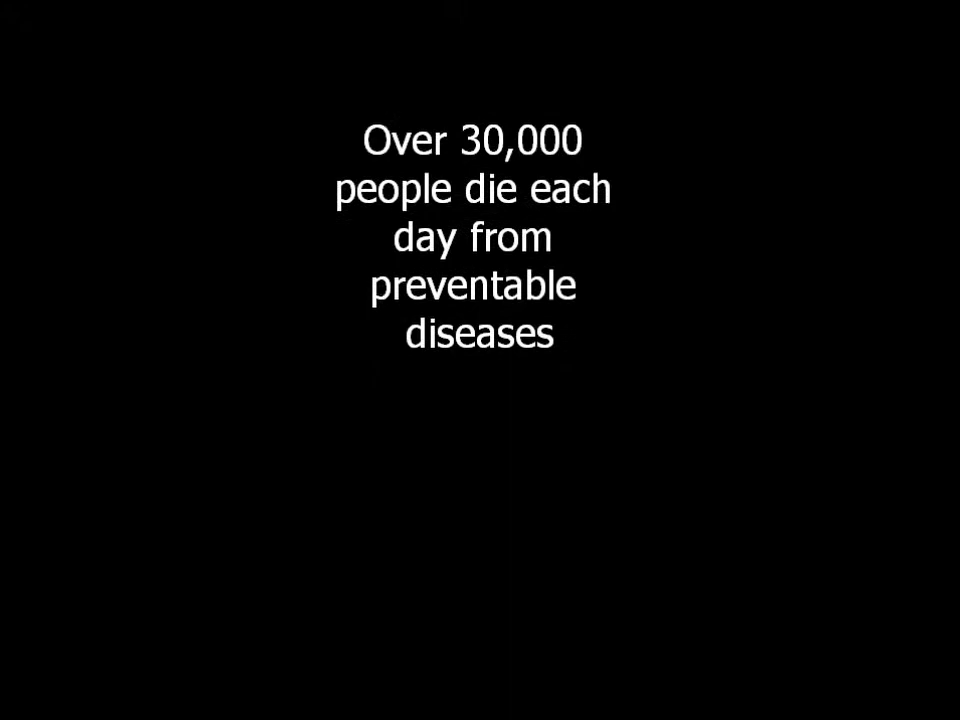 Over 30,000
people die each
day from
preventable
diseases